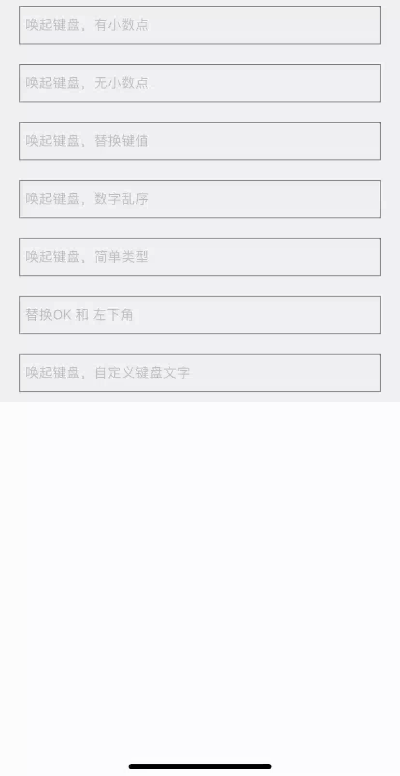 唤起键盘，有小数点
唤起键盘，无小数点
唤起键盘，替换键值
唤起键盘，数字乱序
唤起键盘，简单类型
替换OK 和 左下角
唤起键盘，自定义键盘文字